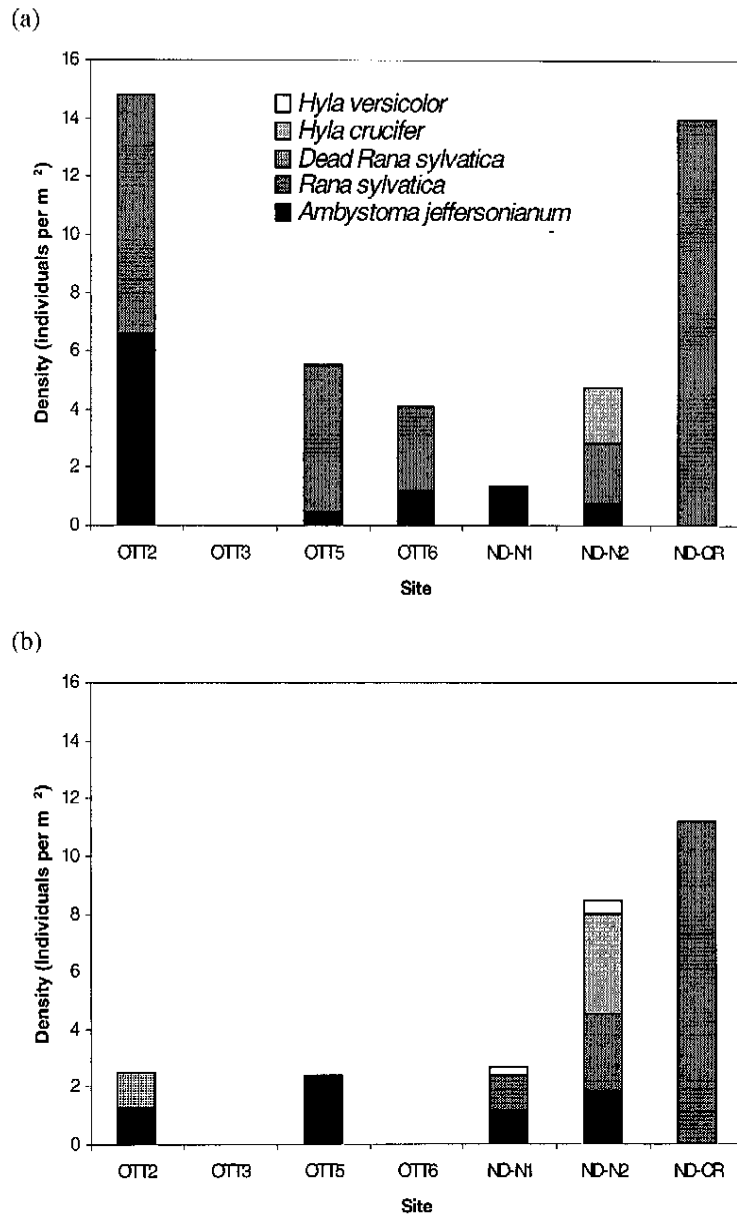 (a)
Density (individuals per m²)
16
14
12
10
8
6
4
2
0
Hyla versicolor
Hyla crucifer
Dead Rana sylvatica
Rana sylvatica
Ambystoma jeffersonianum
OTT2 OTT3 OTT5 OTT6 ND-N1 ND-N2 ND-CR
Site
(b)
Density (Individuals per m²)
16
14
12
10
8
6
4
2
0
OTT2 OTT3 OTT5 OTT6 ND-N1 ND-N2 ND-CR
Site